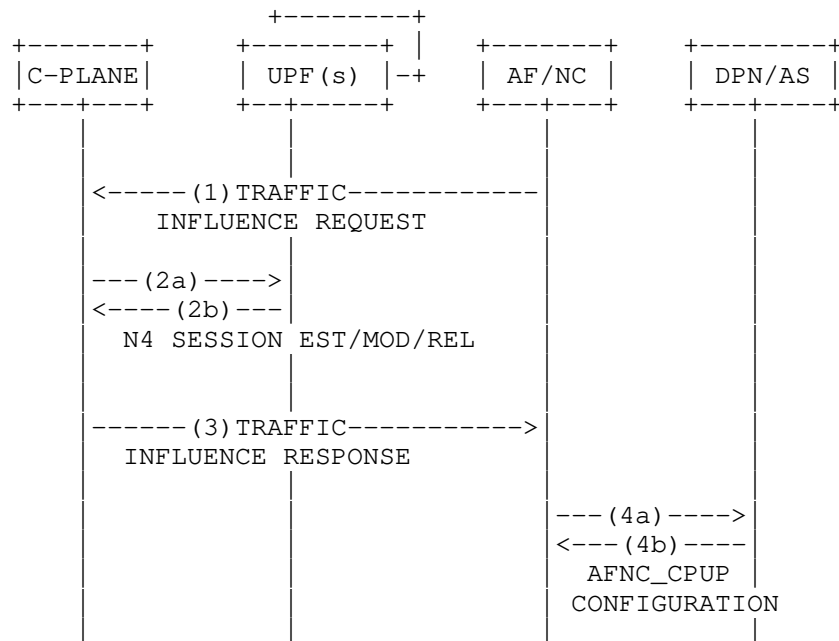 C-PLANE UPF(s) AF/NC DPN/AS
(1)TRAFFIC
INFLUENCE REQUEST
(2a)
(2b)
N4 SESSION EST/MOD/REL
(3)TRAFFIC
INFLUENCE RESPONSE
(4a)
(4b)
AFNC_CPUP
CONFIGURATION